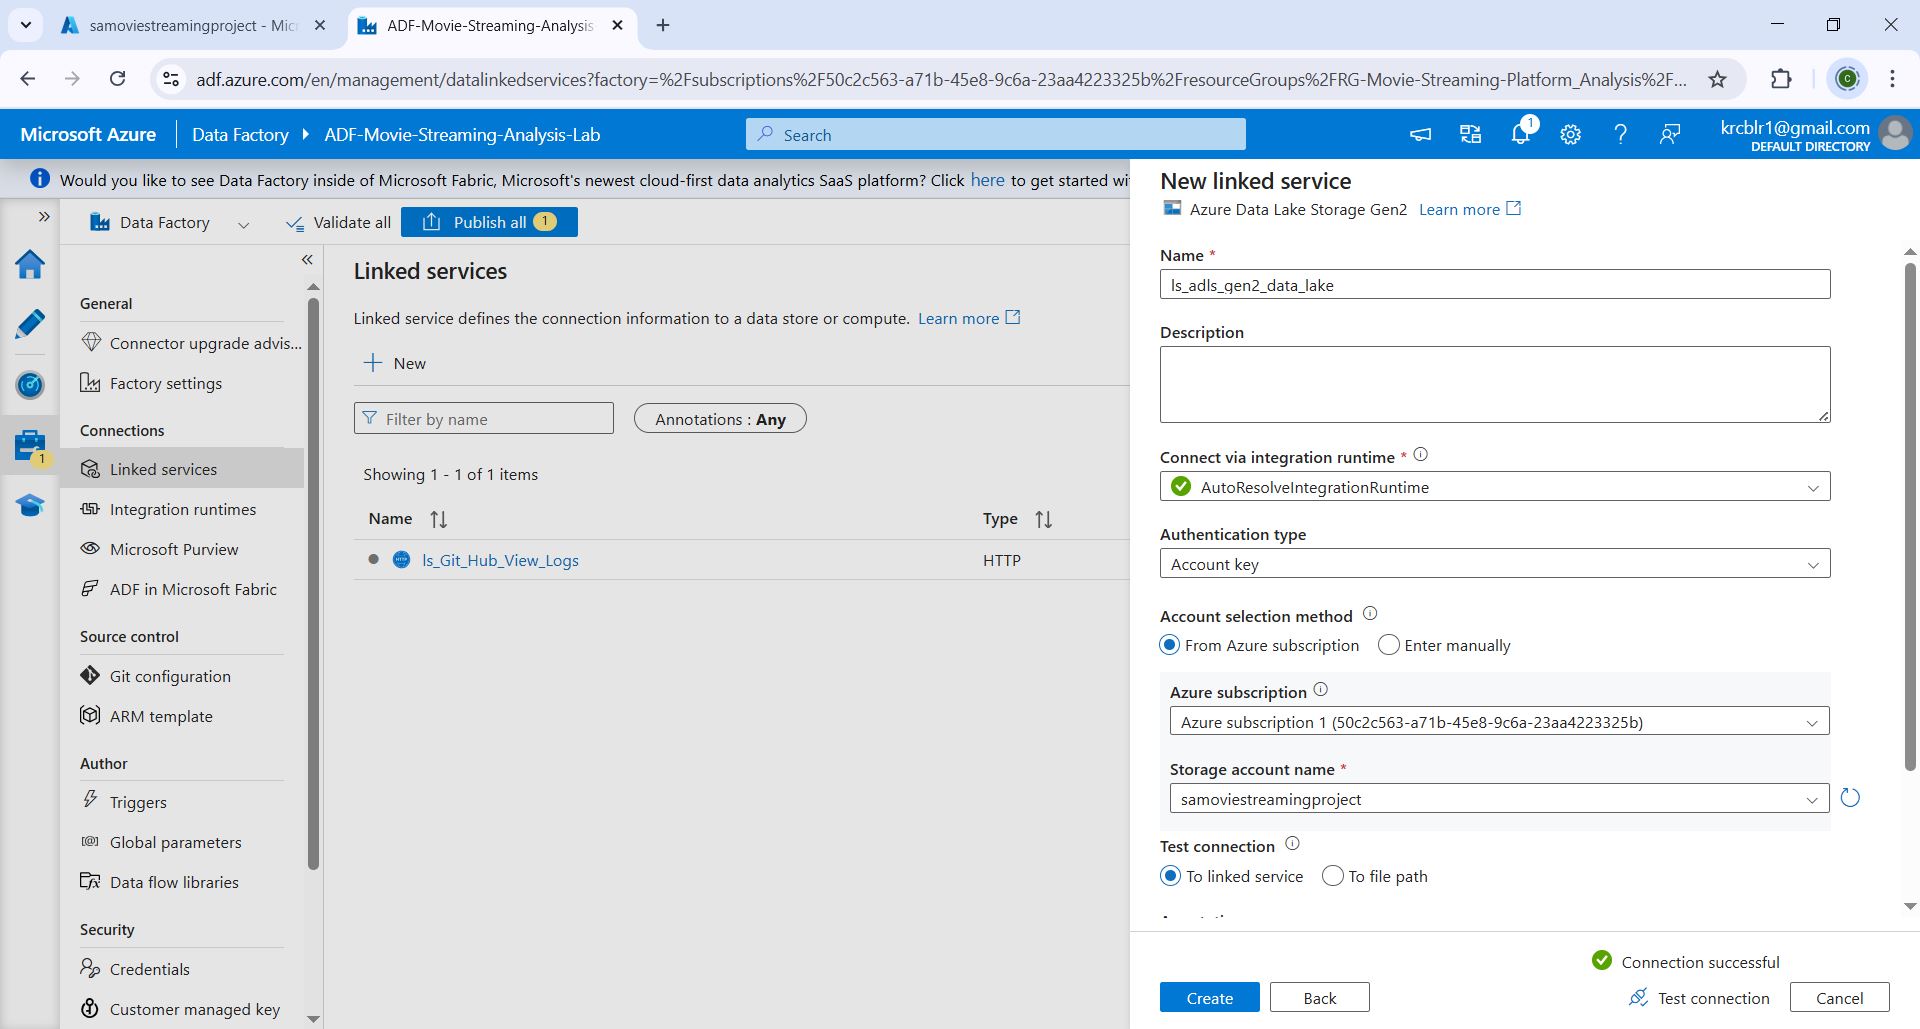 samoviestreamingproject - Micr
ADF-Movie-Streaming-Analysis
adf.azure.com/en/management/datalinkedservices?factory=%2Fsubscriptions%2F50c2c563-a71b-45e8-9c6a-23aa4223325b%2FresourceGroups%2FRG-Movie-Streaming-Platform_Analysis%2F...
C
Microsoft Azure
Data Factory
ADF-Movie-Streaming-Analysis-Lab
Search
1
krcblr1@gmail.com
DEFAULT DIRECTORY
Would you like to see Data Factory inside of Microsoft Fabric, Microsoft's newest cloud-first data analytics SaaS platform? Click here to get started wi
Data Factory
Validate all
Publish all 1
1
General
Connector upgrade advis...
Factory settings
Connections
Linked services
Integration runtimes
Microsoft Purview
ADF in Microsoft Fabric
Source control
Git configuration
ARM template
Author
Triggers
Global parameters
Data flow libraries
Security
Credentials
Customer managed key
Linked services
Linked service defines the connection information to a data store or compute. Learn more
New
Filter by name
Annotations : Any
Showing 1 - 1 of 1 items
Name
Type
HTTP
ls_Git_Hub_View_Logs
HTTP
New linked service
Azure Data Lake Storage Gen2 Learn more
Name *
ls_adls_gen2_data_lake
Description
Connect via integration runtime *
AutoResolveIntegrationRuntime
Authentication type
Account key
Account selection method
From Azure subscription
Enter manually
Azure subscription
Azure subscription 1 (50c2c563-a71b-45e8-9c6a-23aa4223325b)
Storage account name *
samoviestreamingproject
Test connection
To linked service
To file path
Connection successful
Create
Back
Test connection
Cancel